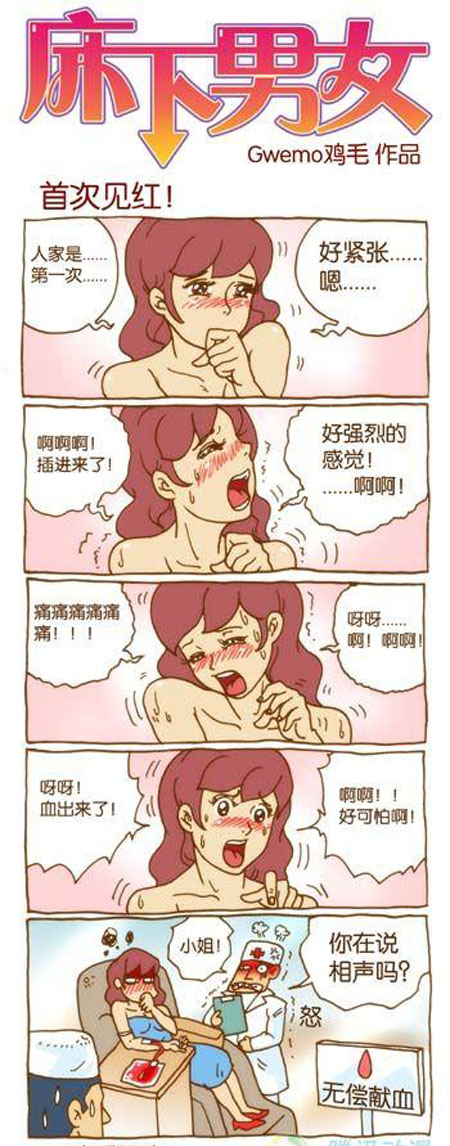 床下男女
Gwemo鸡毛 作品
首次见红！
人家是……
第一次……
好紧张……
嗯……
啊啊啊！
插进来了！
好强烈的
感觉！
……啊啊！
痛痛痛痛痛
痛！！！
呀呀……
啊！啊啊！
呀呀！
血出来了！
啊啊！！
好可怕啊！
小姐！
你在说
相声吗？
怒
无偿献血